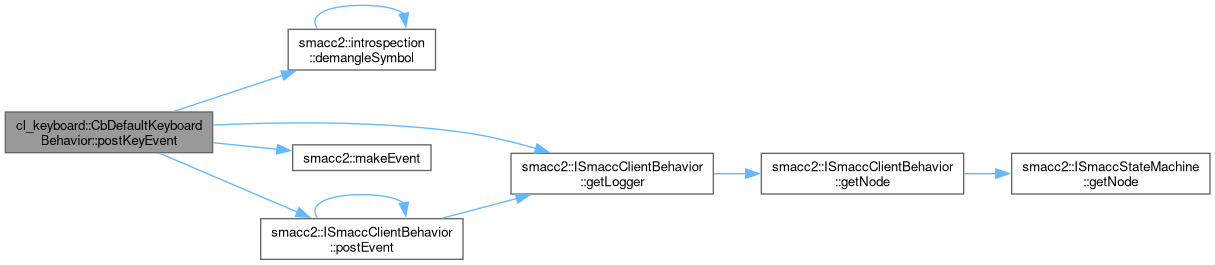 smacc2::introspection
::demangleSymbol
cl_keyboard::CbDefaultKeyboard
Behavior::postKeyEvent
smacc2::makeEvent
smacc2::ISmaccClientBehavior
::getLogger
smacc2::ISmaccClientBehavior
::getNode
smacc2::ISmaccStateMachine
::getNode
smacc2::ISmaccClientBehavior
::postEvent